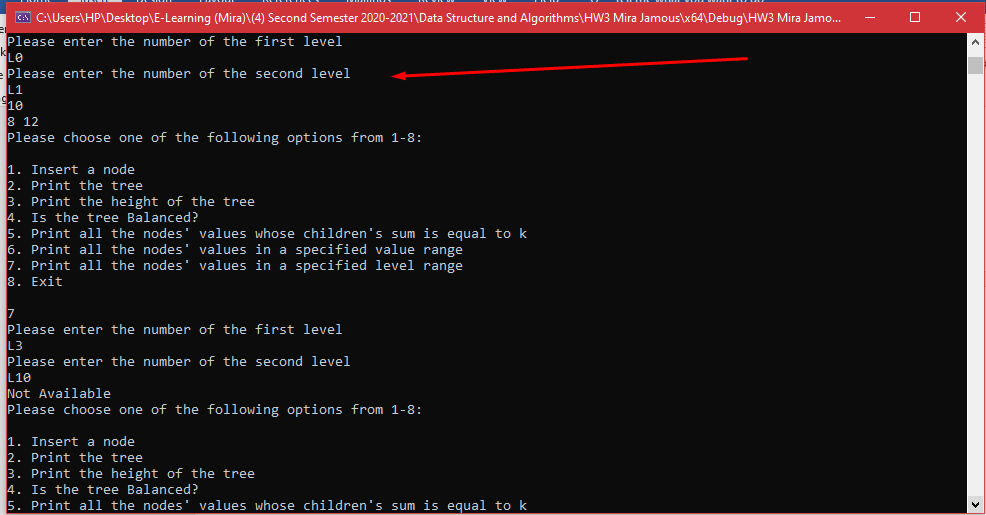 C:\Users\HP\Desktop\E-Learning (Mira)\(4) Second Semester 2020-2021\Data Structure and Algorithms\HW3 Mira Jamous\x64\Debug\HW3 Mira Jamo...
Please enter the number of the first level
L0
Please enter the number of the second level
L1
10
8 12
Please choose one of the following options from 1-8:
1. Insert a node
2. Print the tree
3. Print the height of the tree
4. Is the tree Balanced?
5. Print all the nodes' values whose children's sum is equal to k
6. Print all the nodes' values in a specified value range
7. Print all the nodes' values in a specified level range
8. Exit
7
Please enter the number of the first level
L3
Please enter the number of the second level
L10
Not Available
Please choose one of the following options from 1-8:
1. Insert a node
2. Print the tree
3. Print the height of the tree
4. Is the tree Balanced?
5. Print all the nodes' values whose children's sum is equal to k